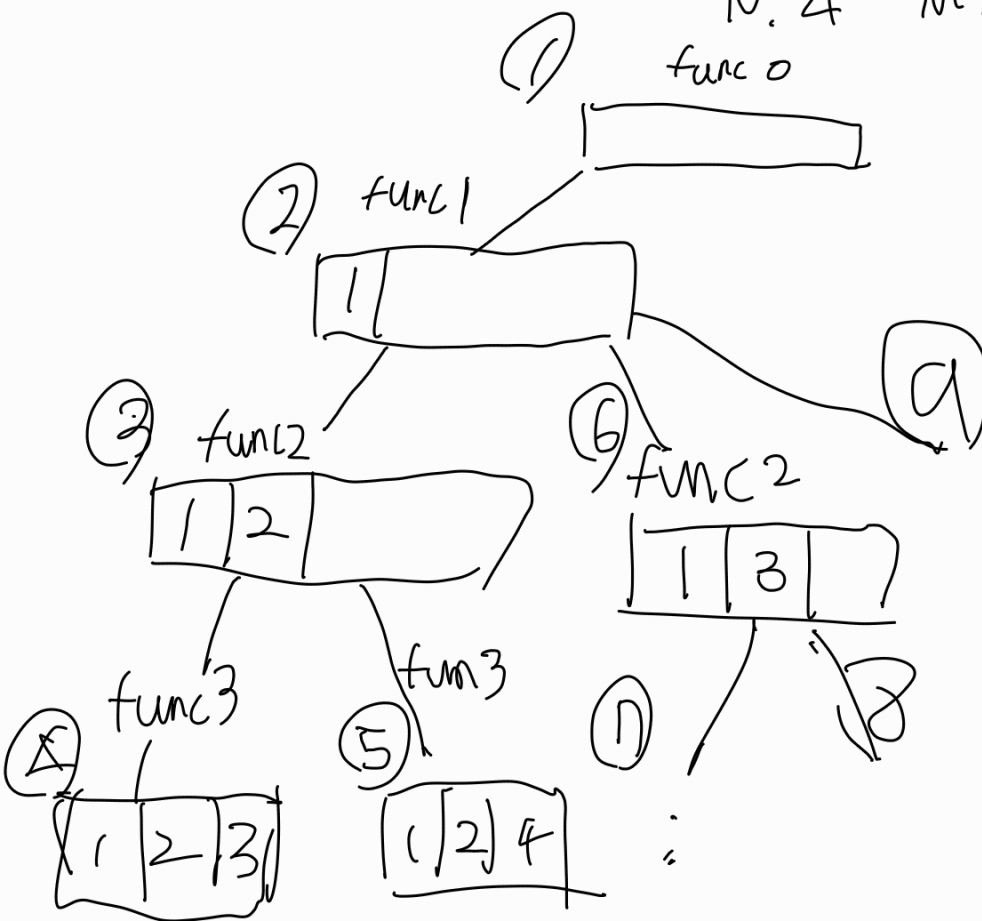 N. 4 M
① func 0
② func1
1
③ func2
⑥ func2
⑨
1 2
1 3
func3
func3
④
⑤
⑦
⑧
1 2 3
1 2 4